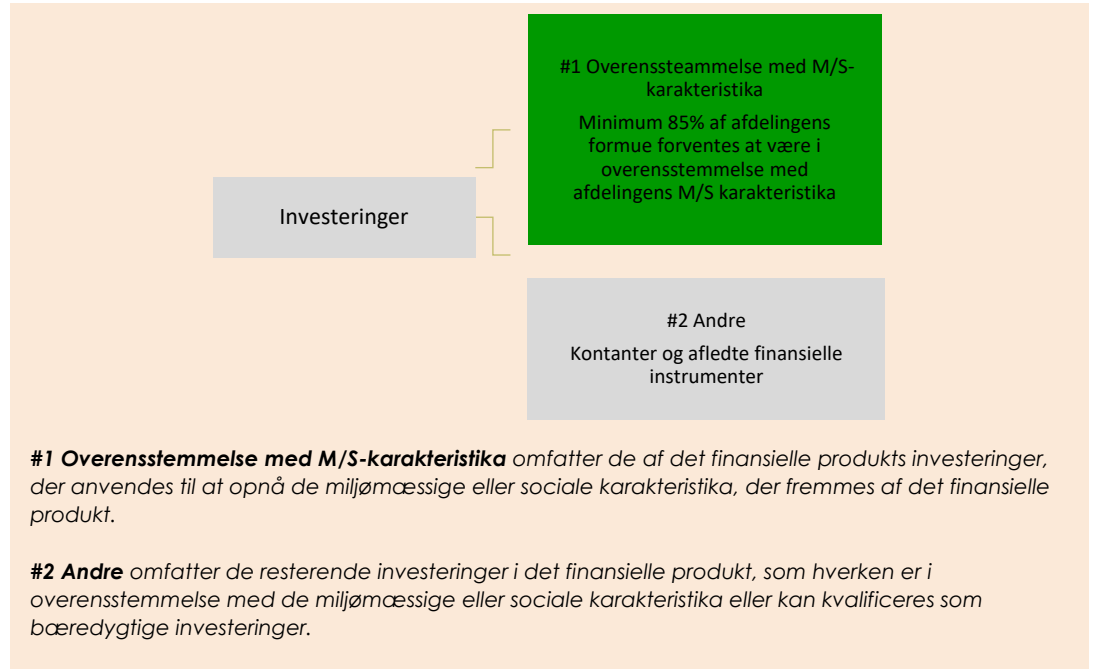 #1 Overenssteammelse med M/S-
karakteristika
Minimum 85% af afdelingens
formue forventes at være i
overensstemmelse med
afdelingens M/S karakteristika
Investeringer
#2 Andre
Kontanter og afledte finansielle
instrumenter
#1 Overensstemmelse med M/S-karakteristika omfatter de af det finansielle produkts investeringer,
der anvendes til at opnå de miljømæssige eller sociale karakteristika, der fremmes af det finansielle
produkt.
#2 Andre omfatter de resterende investeringer i det finansielle produkt, som hverken er i
overensstemmelse med de miljømæssige eller sociale karakteristika eller kan kvalificeres som
bæredygtige investeringer.